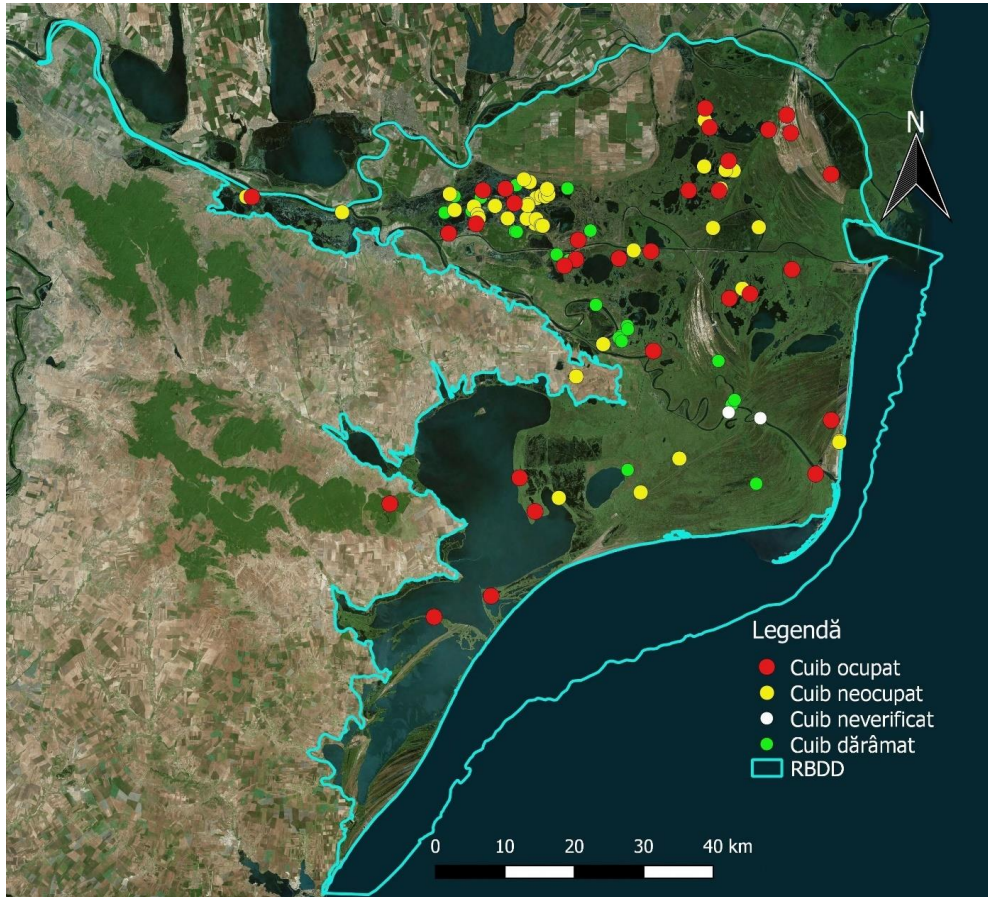 N
Legendă
Cuib ocupat
Cuib neocupat
Cuib neverificat
Cuib dărâmat
RBDD
0 10 20 30 40 km